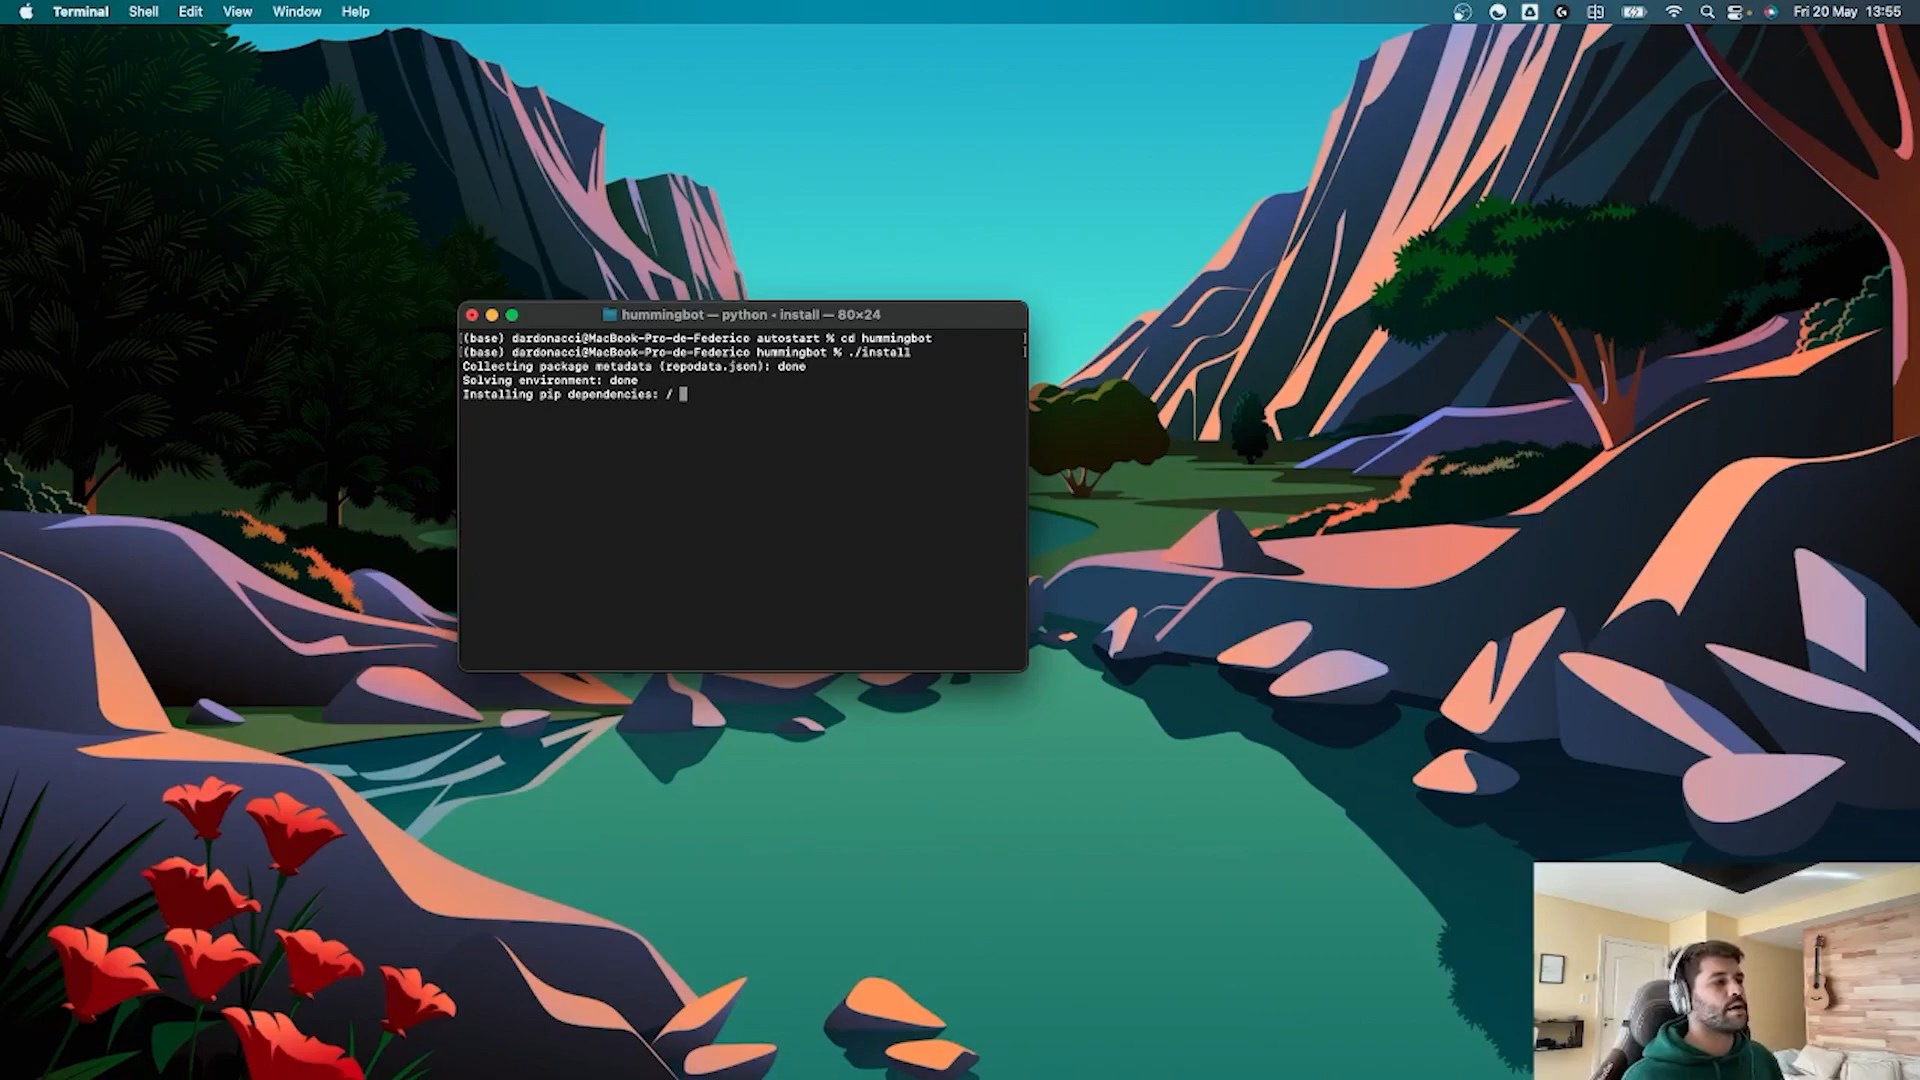 Terminal Shell Edit View Window Help Fri 20 May 13:55
hummingbot — python ◂ install — 80×24
(base) dardonacci@MacBook-Pro-de-Federico autostart % cd hummingbot
(base) dardonacci@MacBook-Pro-de-Federico hummingbot % ./install
Collecting package metadata (repodata.json): done
Solving environment: done
Installing pip dependencies: /